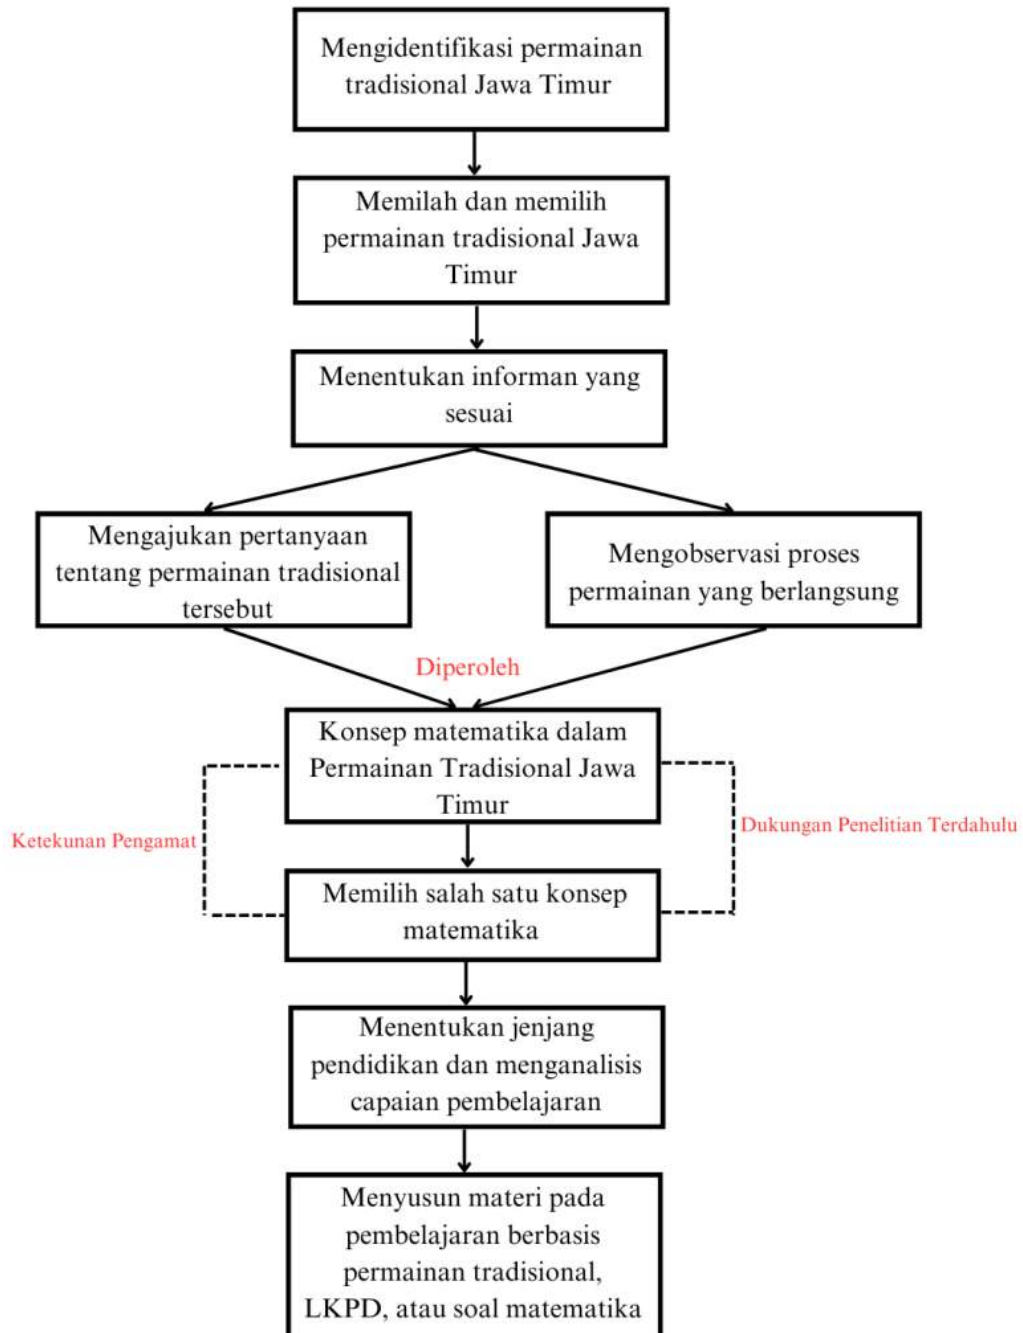 Mengidentifikasi permainan
tradisional Jawa Timur
Memilah dan memilih
permainan tradisional Jawa
Timur
Menentukan informan yang
sesuai
Mengajukan pertanyaan
tentang permainan tradisional
tersebut
Mengobservasi proses
permainan yang berlangsung
Diperoleh
Konsep matematika dalam
Permainan Tradisional Jawa
Timur
Ketekunan Pengamat
Dukungan Penelitian Terdahulu
Memilih salah satu konsep
matematika
Menentukan jenjang
pendidikan dan menganalisis
capaian pembelajaran
Menyusun materi pada
pembelajaran berbasis
permainan tradisional,
LKPD, atau soal matematika